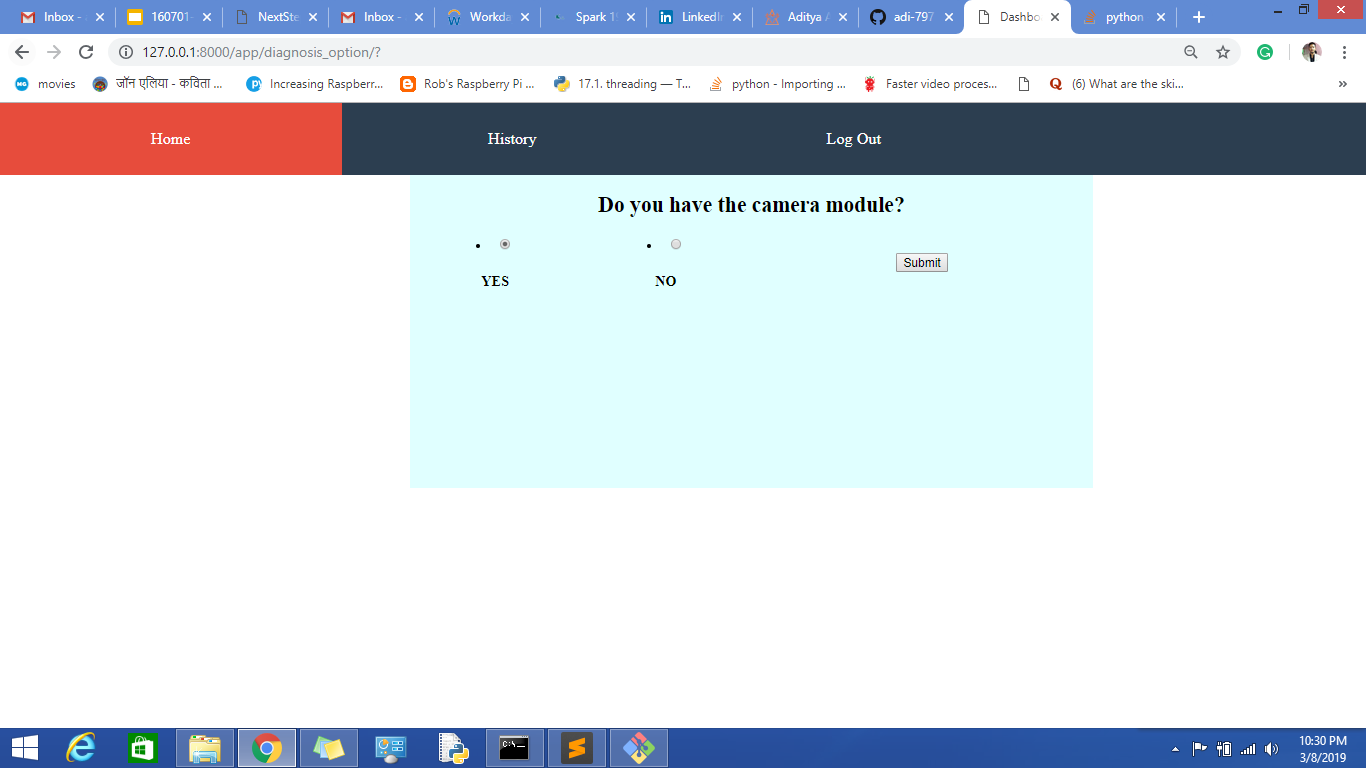 Inbox - 160701 NextSte Inbox - Workda Spark 1 LinkedIn Aditya A adi-797 Dashbo python
127.0.0.1:8000/app/diagnosis_option/?
movies जॉन एलिया - कविता ... Increasing Raspberr... Rob's Raspberry Pi ... 17.1. threading — T... python - Importing ... Faster video proces... (6) What are the ski... »
Home History Log Out
Do you have the camera module?
Submit
YES NO
10:30 PM
3/8/2019